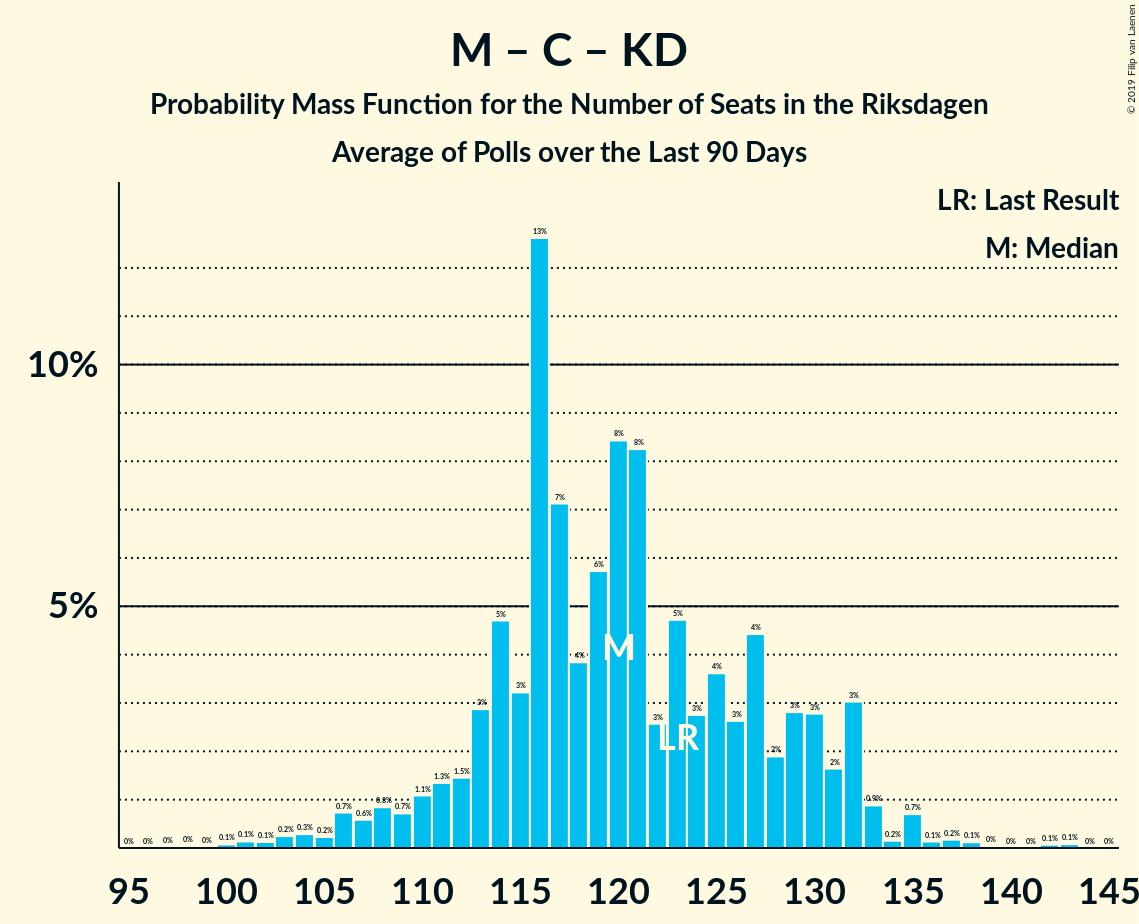 M – C – KD
Probability Mass Function for the Number of Seats in the Riksdagen
Average of Polls over the Last 90 Days
© 2019 Filip van Laenen
LR: Last Result
M: Median
10%
5%
0% 0% 0% 0% 0% 0.1% 0.1% 0.1% 0.2% 0.3% 0.2% 0.7% 0.6% 0.8% 0.7% 1.1% 1.3% 1.5% 3% 5% 3% 13% 7% 4% 6% 8% 8% 3% 5% 3% 4% 3% 4% 2% 3% 3% 2% 3% 0.9% 0.2% 0.7% 0.1% 0.2% 0.1% 0% 0% 0% 0.1% 0.1% 0% 0%
M
LR
95 100 105 110 115 120 125 130 135 140 145